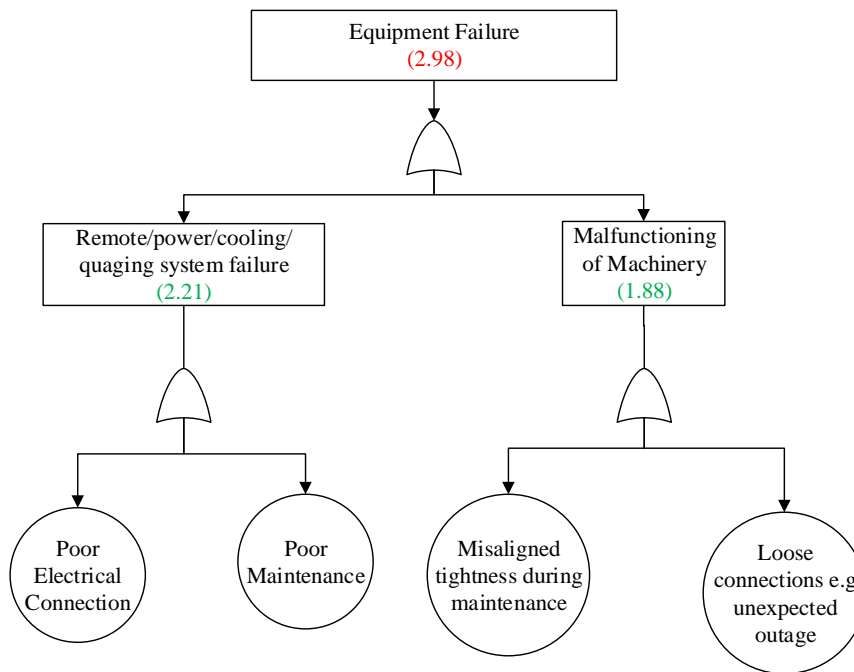 Equipment Failure
(2.98)
Remote/power/cooling/
quaging system failure
(2.21)
Malfunctioning
of Machinery
(1.88)
Poor
Electrical
Connection
Poor
Maintenance
Misaligned
tightness during
maintenance
Loose
connections e.g
unexpected
outage